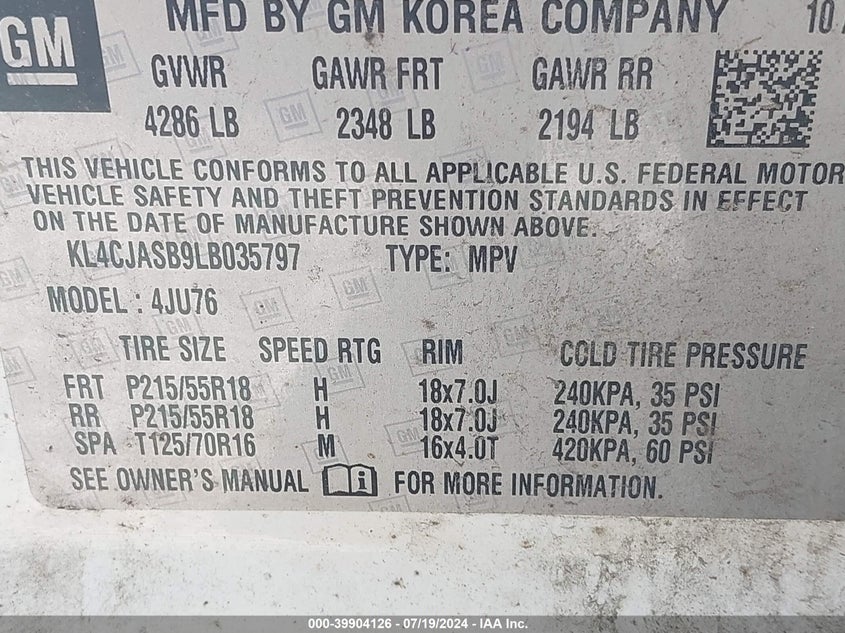 GM
MFD BY GM KOREA COMPANY 10
GVWR GAWR FRT GAWR RR
4286 LB 2348 LB 2194 LB
THIS VEHICLE CONFORMS TO ALL APPLICABLE U.S. FEDERAL MOTOR
VEHICLE SAFETY AND THEFT PREVENTION STANDARDS IN EFFECT
ON THE DATE OF MANUFACTURE SHOWN ABOVE.
KL4CJASB9LB035797 TYPE: MPV
MODEL : 4JU76
TIRE SIZE SPEED RTG RIM COLD TIRE PRESSURE
FRT P215/55R18 H 18x7.0J 240KPA, 35 PSI
RR P215/55R18 H 18x7.0J 240KPA, 35 PSI
SPA T125/70R16 M 16x4.0T 420KPA, 60 PSI
SEE OWNER'S MANUAL i FOR MORE INFORMATION.
000-39904126 - 07/19/2024 - IAA Inc.